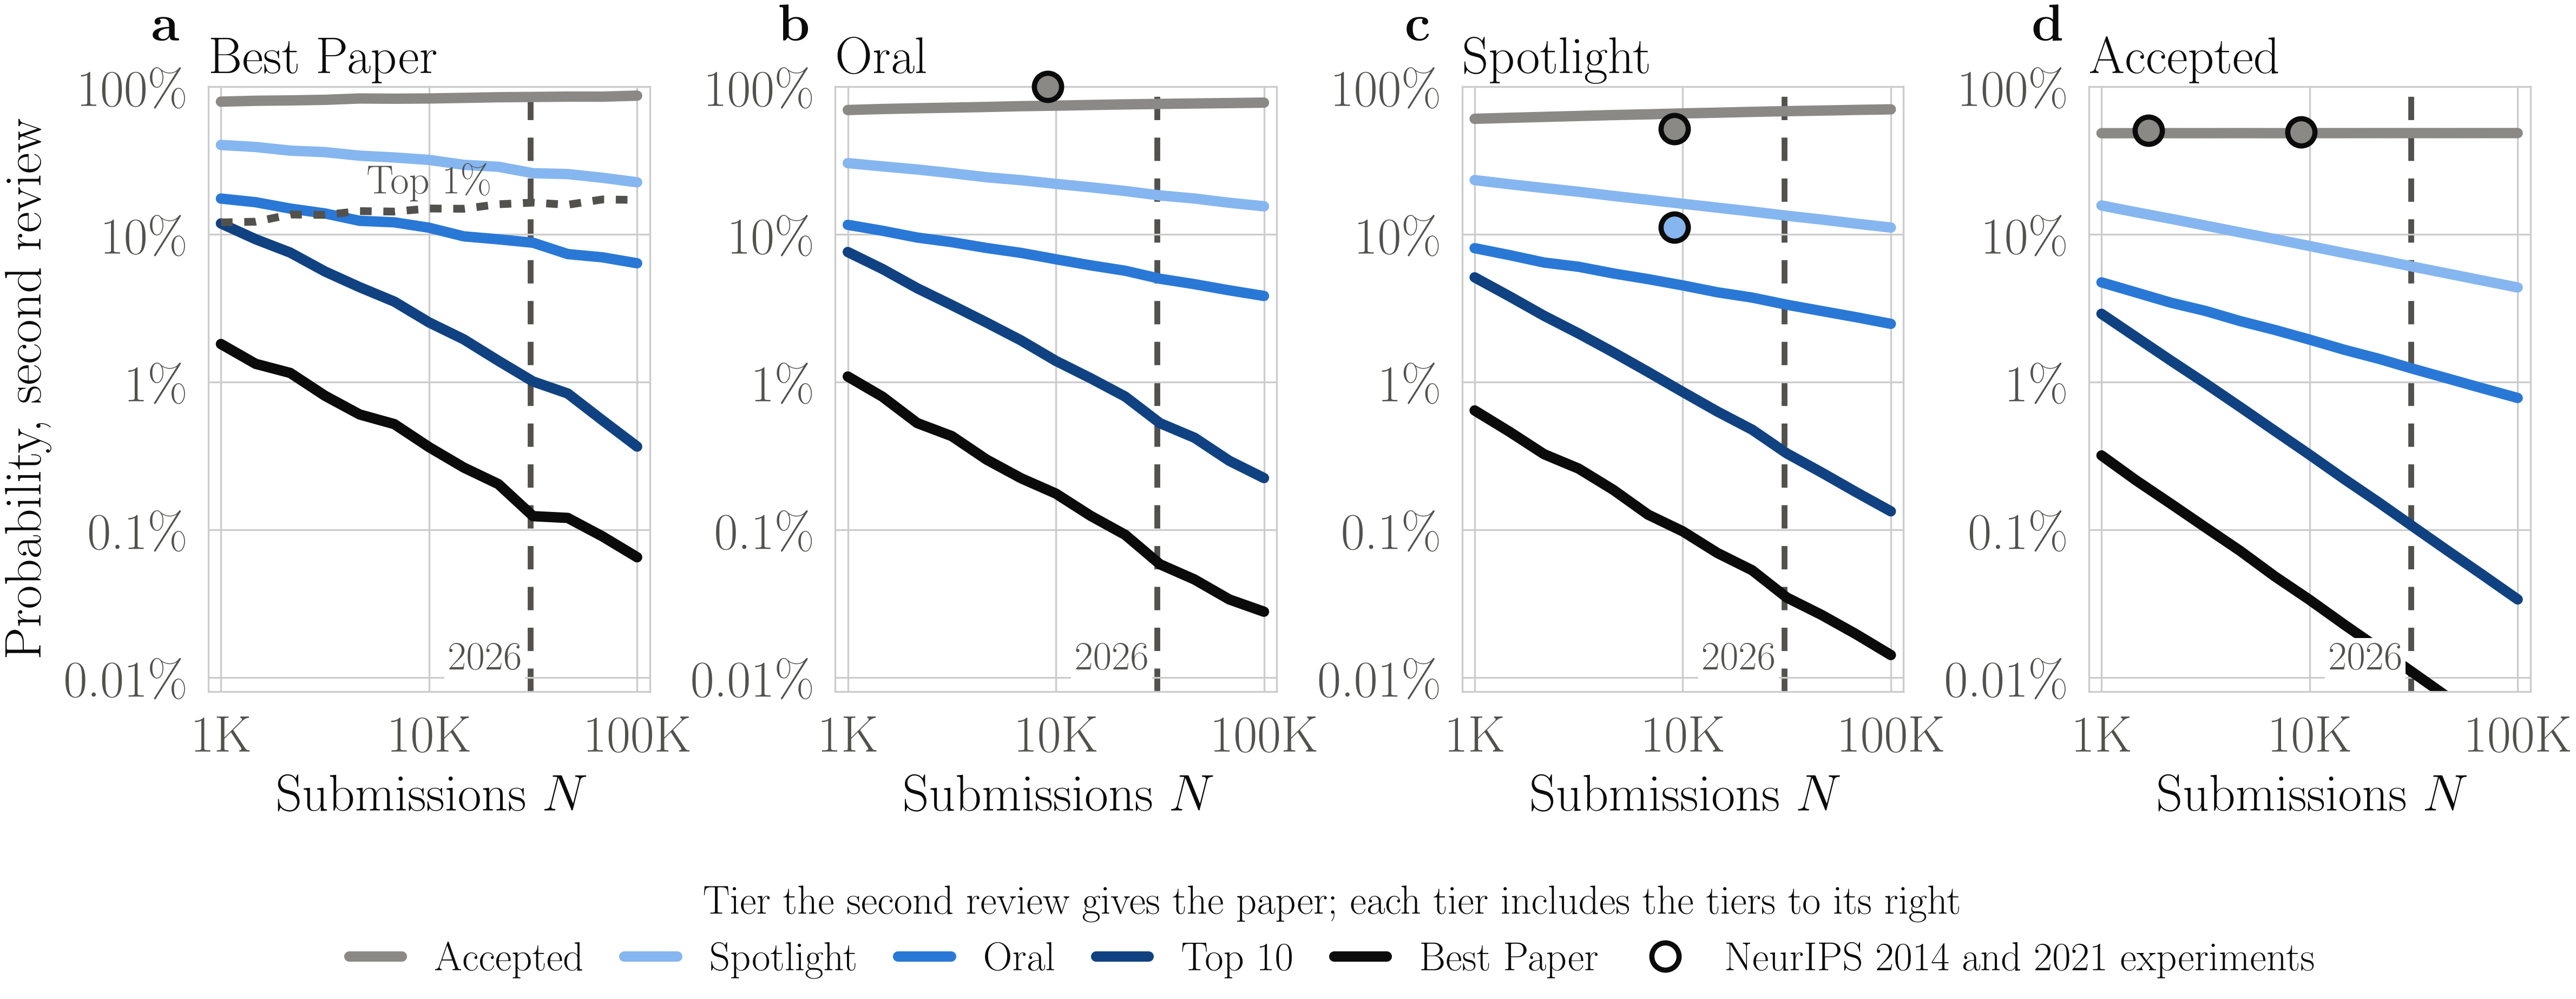 a
Best Paper
b
Oral
c
Spotlight
d
Accepted
Probability, second review
100%
10%
1%
0.1%
0.01%
Top 1%
2026
1K
10K
100K
Submissions N
100%
10%
1%
0.1%
0.01%
2026
1K
10K
100K
Submissions N
100%
10%
1%
0.1%
0.01%
2026
1K
10K
100K
Submissions N
100%
10%
1%
0.1%
0.01%
2026
1K
10K
100K
Submissions N
Tier the second review gives the paper; each tier includes the tiers to its right
Accepted
Spotlight
Oral
Top 10
Best Paper
NeurIPS 2014 and 2021 experiments